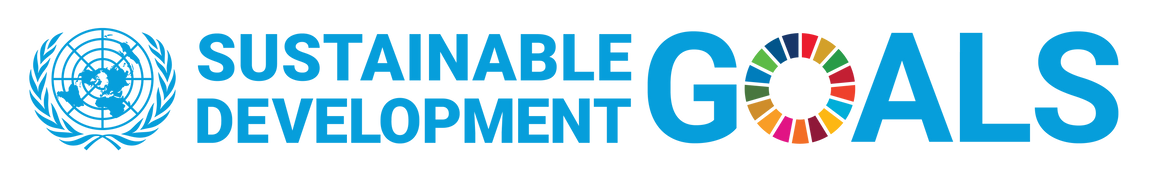 SUSTAINABLE
DEVELOPMENT
GOALS